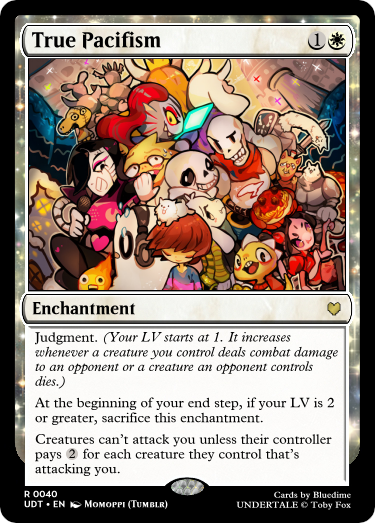 True Pacifism 1
Enchantment
Judgment. (Your LV starts at 1. It increases
whenever a creature you control deals combat damage
to an opponent or a creature an opponent controls
dies.)
At the beginning of your end step, if your LV is 2
or greater, sacrifice this enchantment.
Creatures can't attack you unless their controller
pays 2 for each creature they control that's
attacking you.
R 0040
UDT • EN Momoppi (Tumblr)
Cards by Bluedime
UNDERTALE © Toby Fox